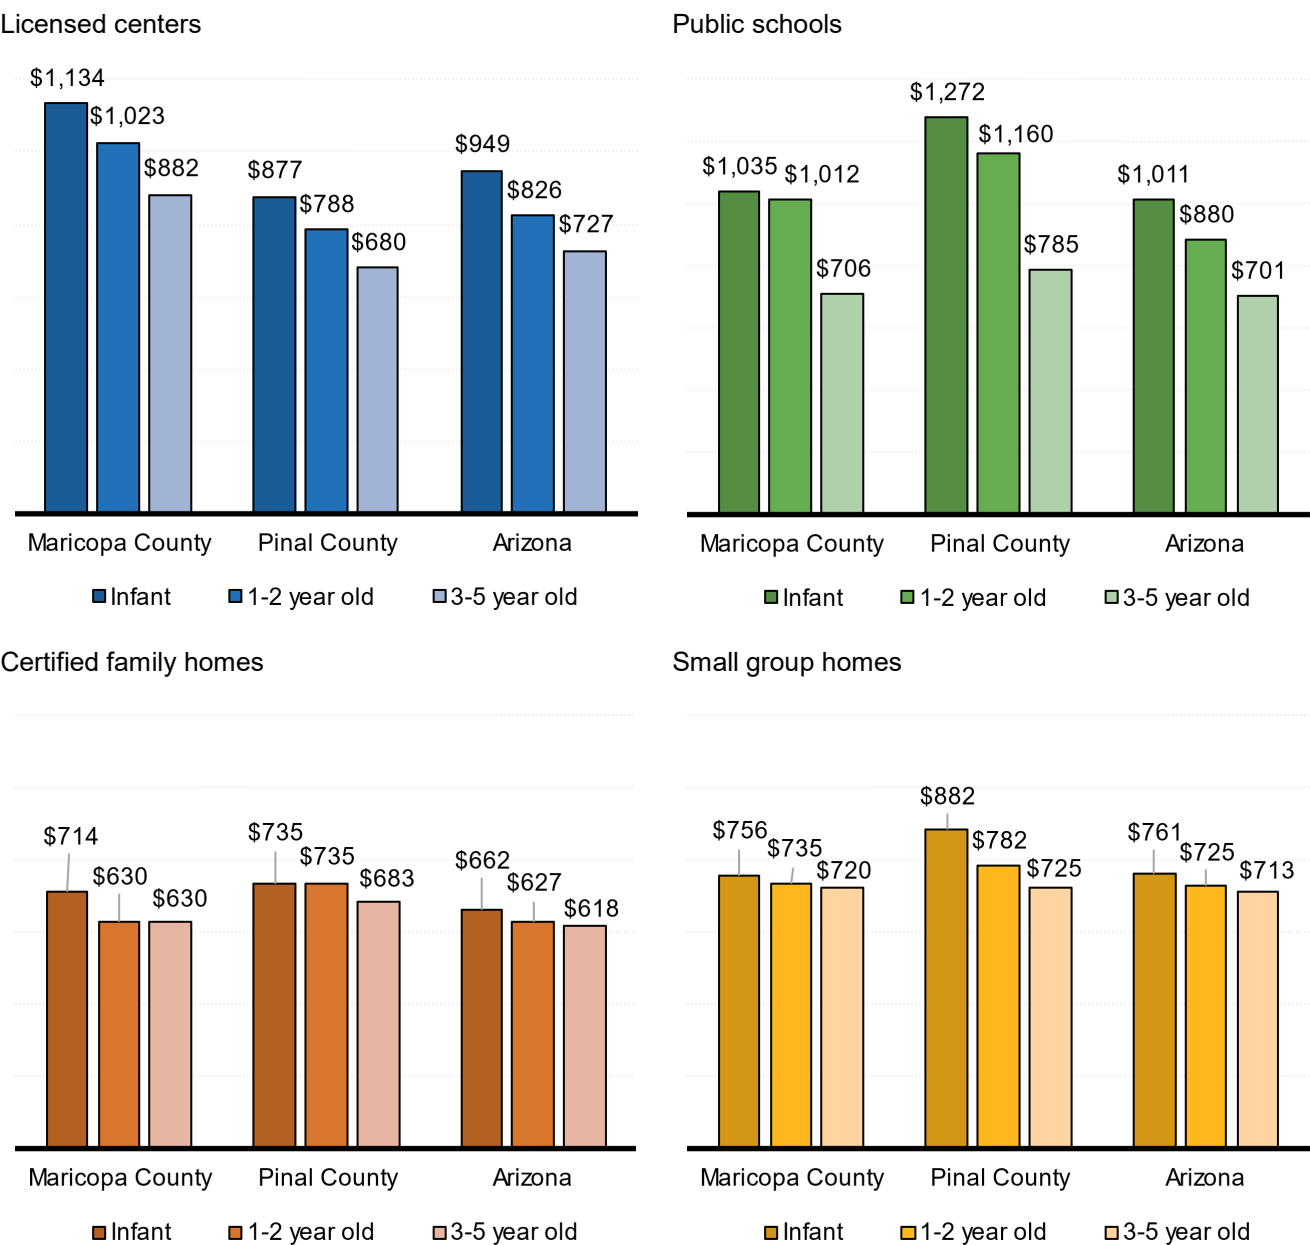 Licensed centers
$1,134
$1,023
$882
$877
$788
$680
$949
$826
$727
Maricopa County
Pinal County
Arizona
Infant
1-2 year old
3-5 year old
Public schools
$1,035
$1,012
$706
$1,272
$1,160
$785
$1,011
$880
$701
Maricopa County
Pinal County
Arizona
Infant
1-2 year old
3-5 year old
Certified family homes
$714
$630
$630
$735
$735
$683
$662
$627
$618
Maricopa County
Pinal County
Arizona
Infant
1-2 year old
3-5 year old
Small group homes
$756
$735
$720
$882
$782
$725
$761
$725
$713
Maricopa County
Pinal County
Arizona
Infant
1-2 year old
3-5 year old